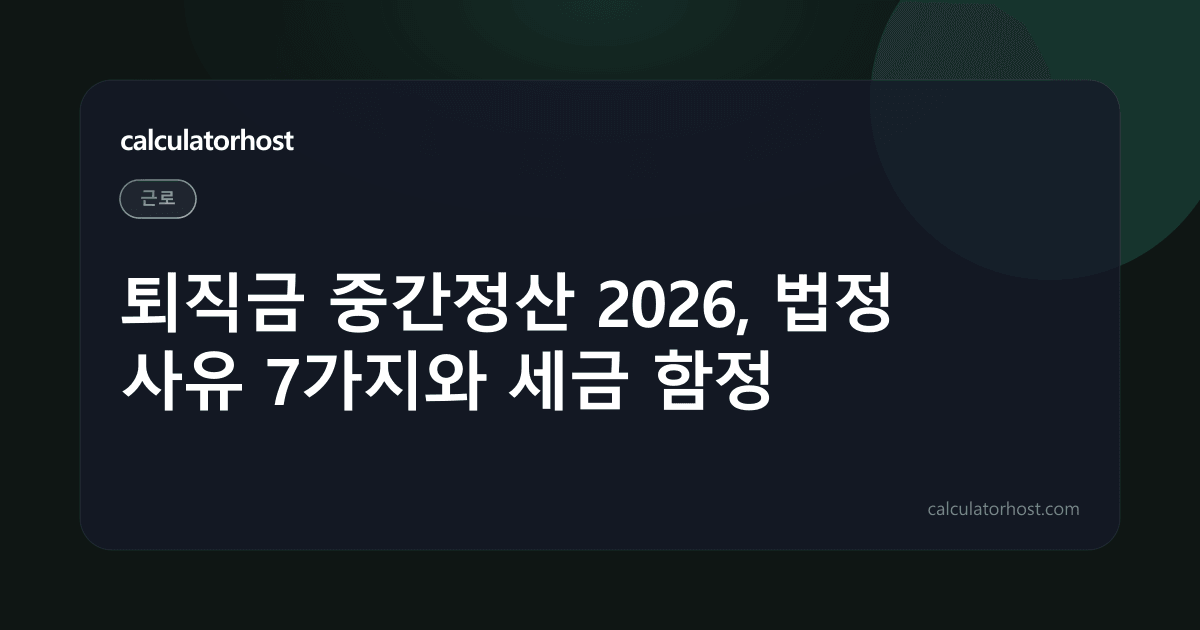 calculatorhost
근로
퇴직금 중간정산 2026, 법정
사유 7가지와 세금 함정
calculatorhost.com